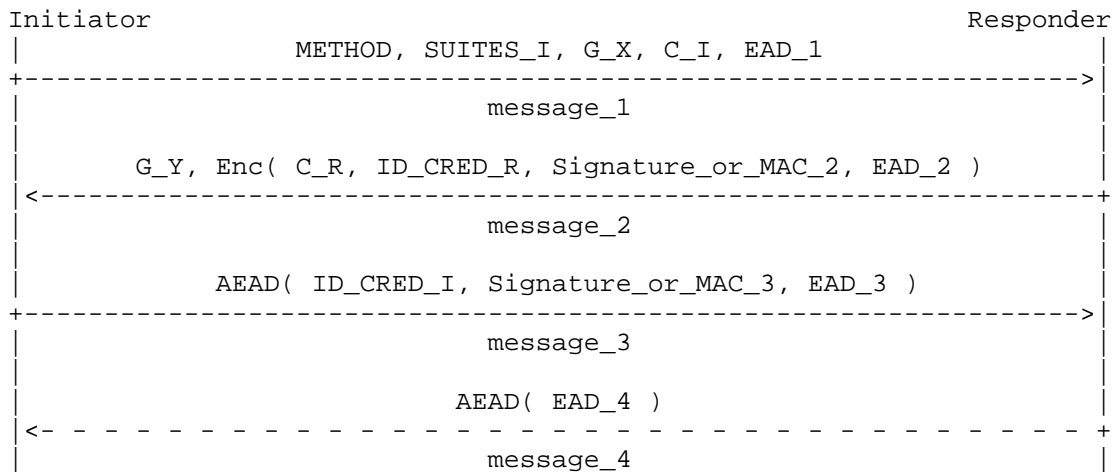 Initiator Responder
| METHOD, SUITES_I, G_X, C_I, EAD_1 |
+------------------------------------------------------------------>|
| message_1 |
| |
| G_Y, Enc( C_R, ID_CRED_R, Signature_or_MAC_2, EAD_2 ) |
|<------------------------------------------------------------------+
| message_2 |
| |
| AEAD( ID_CRED_I, Signature_or_MAC_3, EAD_3 ) |
+------------------------------------------------------------------>|
| message_3 |
| |
| AEAD( EAD_4 ) |
|<- - - - - - - - - - - - - - - - - - - - - - - - - - - - - - - - - +
| message_4 |